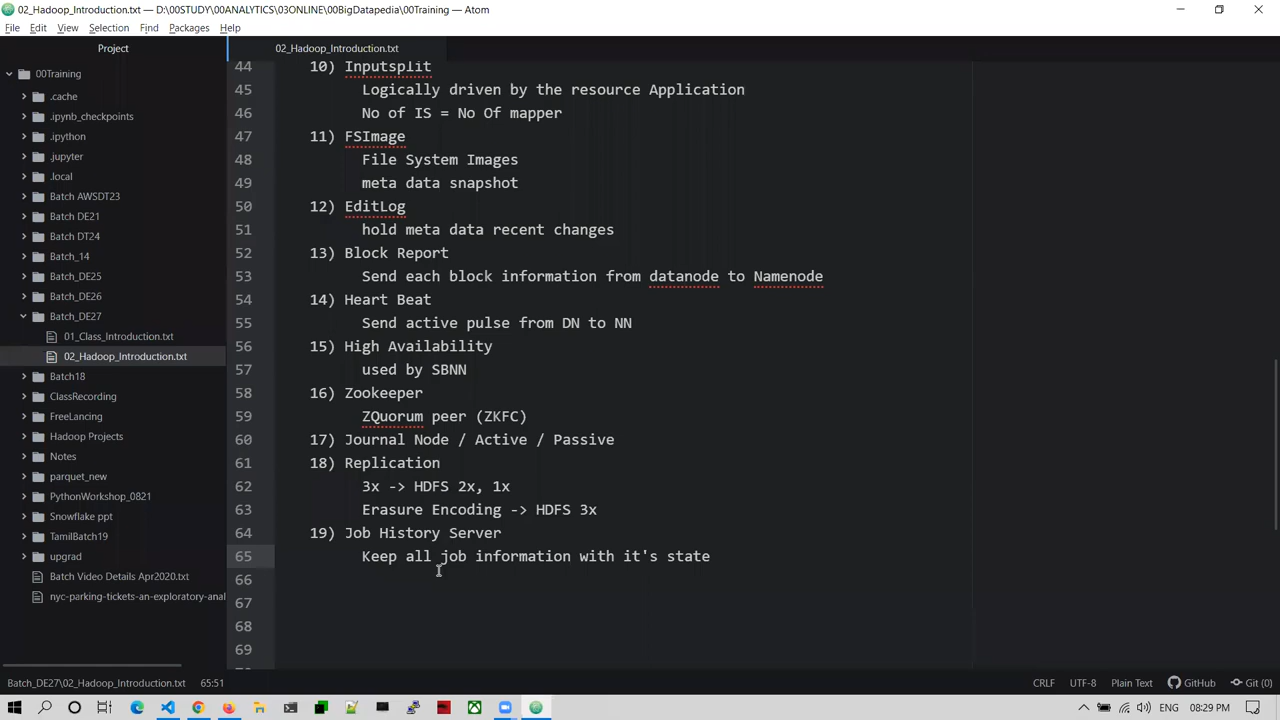 02_Hadoop_Introduction.txt — D:\00STUDY\00ANALYTICS\03ONLINE\00BigDatapedia\00Training — Atom
File Edit View Selection Find Packages Help
Project
00Training
.cache
.ipynb_checkpoints
.ipython
.jupyter
.local
Batch AWSDT23
Batch DE21
Batch DT24
Batch_14
Batch_DE25
Batch_DE26
Batch_DE27
01_Class_Introduction.txt
02_Hadoop_Introduction.txt
Batch18
ClassRecording
FreeLancing
Hadoop Projects
Notes
parquet_new
PythonWorkshop_0821
Snowflake ppt
TamilBatch19
upgrad
Batch Video Details Apr2020.txt
nyc-parking-tickets-an-exploratory-anal
02_Hadoop_Introduction.txt
44 10) Inputsplit
45 Logically driven by the resource Application
46 No of IS = No Of mapper
47 11) FSImage
48 File System Images
49 meta data snapshot
50 12) EditLog
51 hold meta data recent changes
52 13) Block Report
53 Send each block information from datanode to Namenode
54 14) Heart Beat
55 Send active pulse from DN to NN
56 15) High Availability
57 used by SBNN
58 16) Zookeeper
59 ZQuorum peer (ZKFC)
60 17) Journal Node / Active / Passive
61 18) Replication
62 3x -> HDFS 2x, 1x
63 Erasure Encoding -> HDFS 3x
64 19) Job History Server
65 Keep all job information with it's state
66
67
68
69
Batch_DE27\02_Hadoop_Introduction.txt 65:51 CRLF UTF-8 Plain Text GitHub Git (0)
ENG 08:29 PM